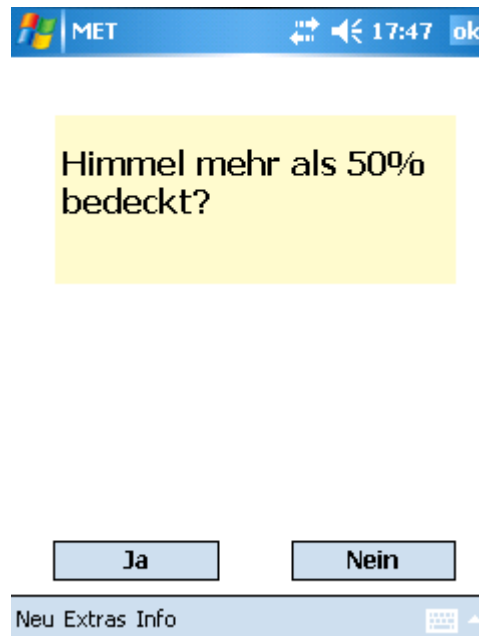 MET 17:47 ok
Himmel mehr als 50%
bedeckt?
Ja Nein
Neu Extras Info